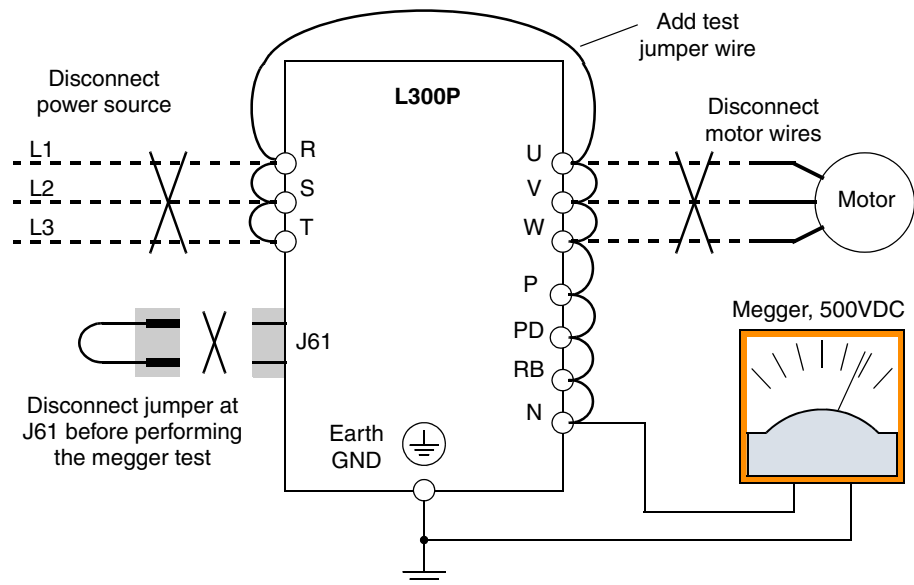 Add test
jumper wire
Disconnect
power source
L300P
Disconnect
motor wires
L1
R
U
L2
S
V
Motor
L3
T
W
P
Megger, 500VDC
J61
PD
RB
Disconnect jumper at
J61 before performing
the megger test
N
Earth
GND